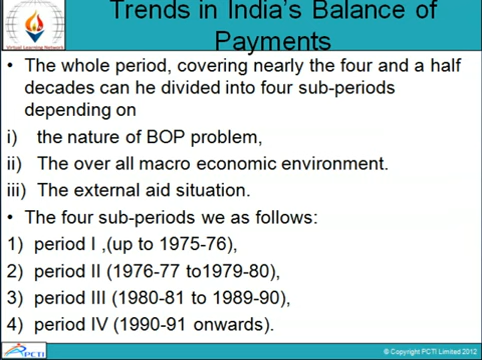 Trends in India's Balance of
Payments
Virtual Learning Network
• The whole period, covering nearly the four and a half
decades can he divided into four sub-periods
depending on
i) the nature of BOP problem,
ii) The over all macro economic environment.
iii) The external aid situation.
• The four sub-periods we as follows:
1) period I ,(up to 1975-76),
2) period II (1976-77 to1979-80),
3) period III (1980-81 to 1989-90),
4) period IV (1990-91 onwards).
PCTI
© Copyright PCTI Limited 2012